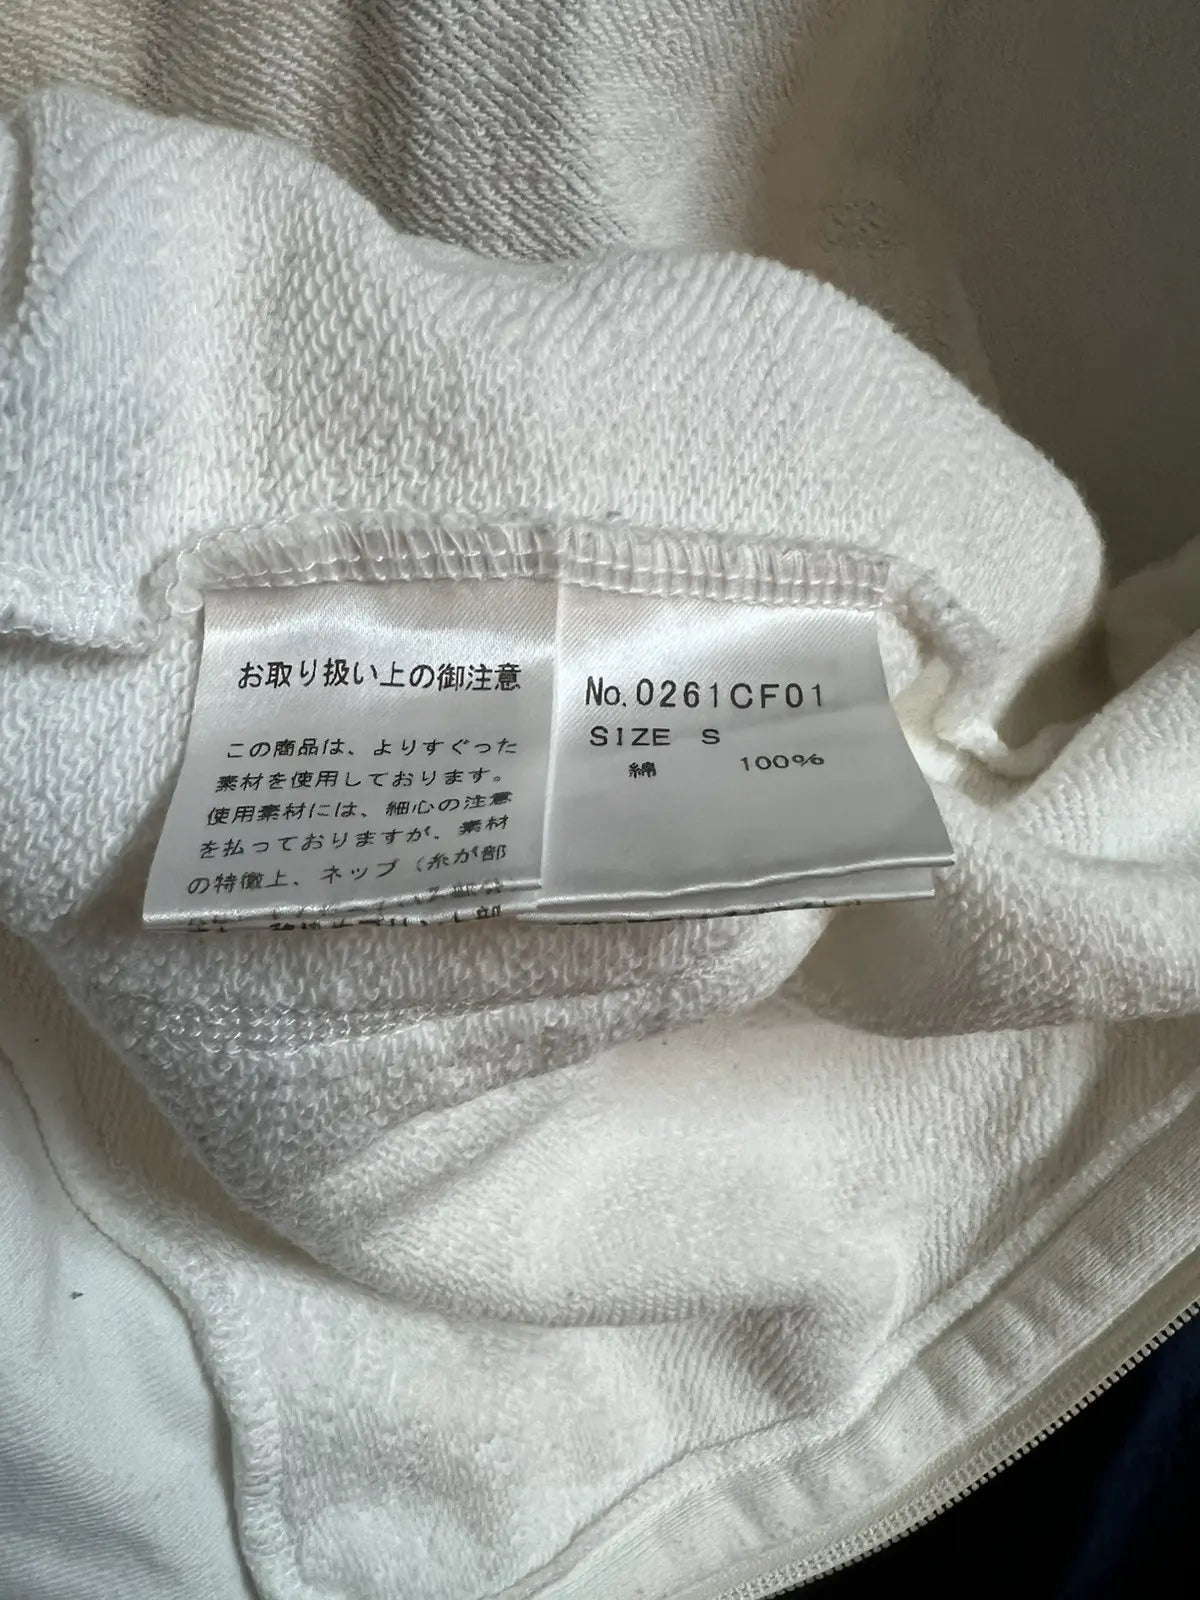 お取り扱い上の御注意
この商品は、よりすぐった
素材を使用しております。
使用素材には、細心の注意
を払っておりますが、素材
の特徴上、ネップ(糸が部
No.0261CF01
SIZE S
綿 100%